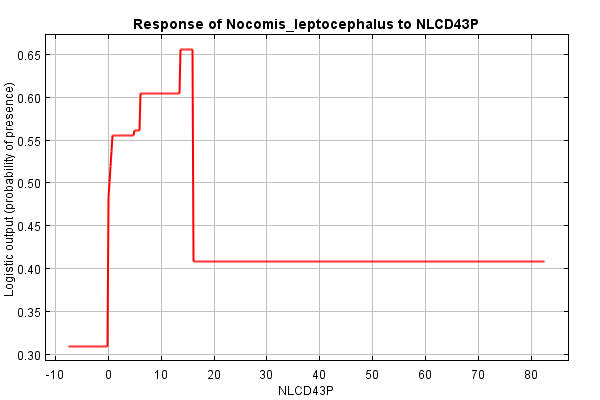 Response of Nocomis_leptocephalus to NLCD43P
Logistic output (probability of presence)
0.65
0.60
0.55
0.50
0.45
0.40
0.35
0.30
-10 0 10 20 30 40 50 60 70 80
NLCD43P